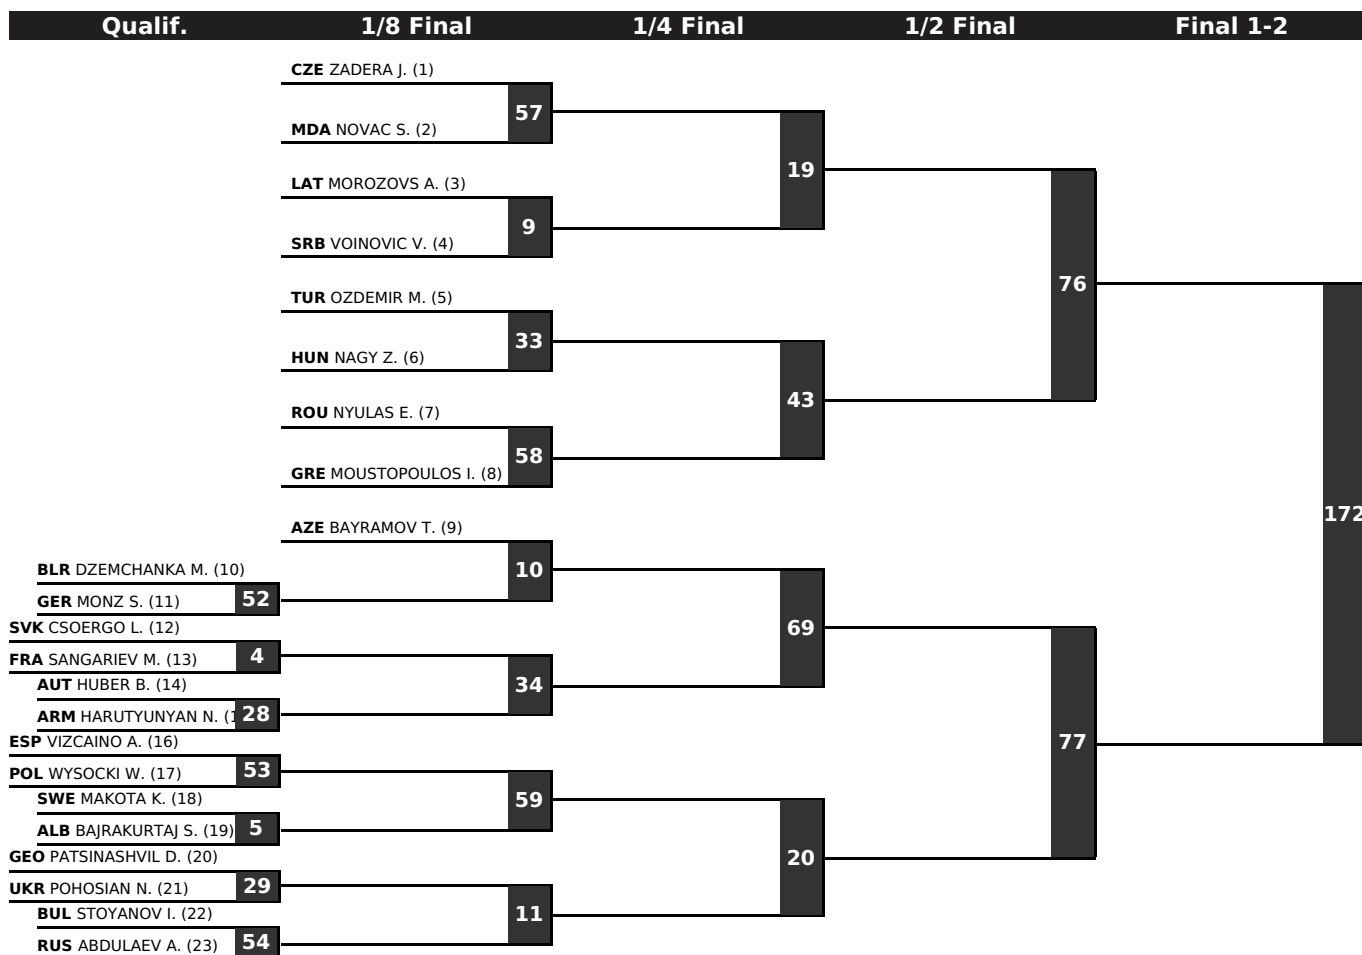 Qualif. 1/8 Final 1/4 Final 1/2 Final Final 1-2
CZE ZADERA J. (1)
57
MDA NOVAC S. (2)
19
LAT MOROZOVS A. (3)
9
SRB VOINOVIC V. (4)
76
TUR OZDEMIR M. (5)
33
HUN NAGY Z. (6)
43
ROU NYULAS E. (7)
58
GRE MOUSTOPOULOS I. (8)
172
AZE BAYRAMOV T. (9)
10
BLR DZEMCHANKA M. (10)
GER MONZ S. (11) 52
SVK CSOERGO L. (12)
69
FRA SANGARIEV M. (13) 4
AUT HUBER B. (14)
34
ARM HARUTYUNYAN N. (1 28
ESP VIZCAINO A. (16)
77
POL WYSOCKI W. (17) 53
SWE MAKOTA K. (18)
59
ALB BAJRAKURTAJ S. (19) 5
GEO PATSINASHVIL D. (20)
20
UKR POHOSIAN N. (21) 29
BUL STOYANOV I. (22)
11
RUS ABDULAEV A. (23) 54